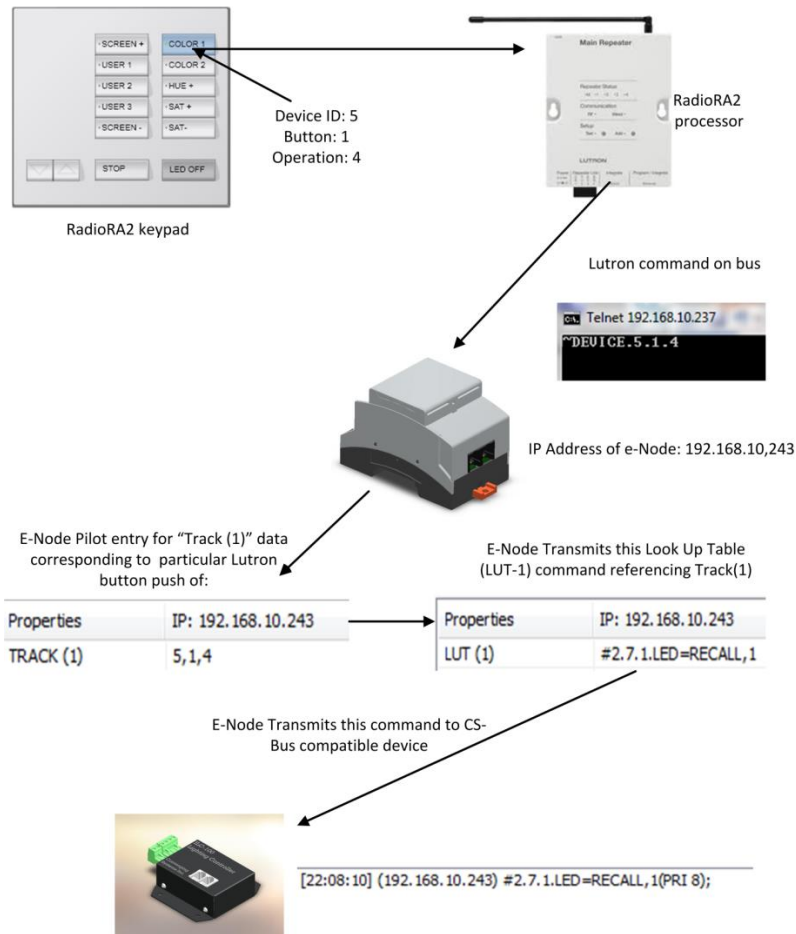 SCREEN +
COLOR 1
USER 1
COLOR 2
USER 2
HUE +
USER 3
SAT +
SCREEN -
SAT-
STOP
LED OFF
RadioRA2 keypad
Device ID: 5
Button: 1
Operation: 4
Main Repeater
Repeater Status
Communication
Setup
LUTRON
RadioRA2
processor
Lutron command on bus
Telnet 192.168.10.237
~DEVICE.5.1.4
IP Address of e-Node: 192.168.10,243
E-Node Pilot entry for “Track (1)” data
corresponding to particular Lutron
button push of:
Properties IP: 192.168.10.243
TRACK (1) 5,1,4
E-Node Transmits this Look Up Table
(LUT-1) command referencing Track(1)
Properties IP: 192.168.10.243
LUT (1) #2.7.1.LED=RECALL,1
E-Node Transmits this command to CS-
Bus compatible device
Lighting Controller
[22:08:10] (192.168.10.243) #2.7.1.LED=RECALL,1(PRI 8);